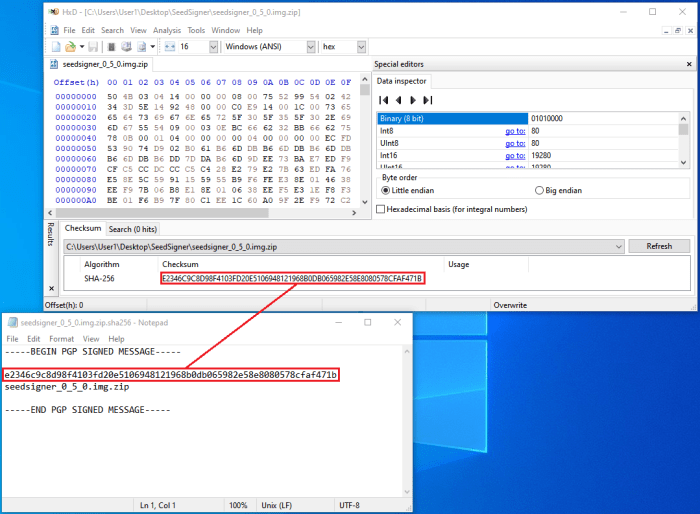 HxD - [C:\Users\User1\Desktop\SeedSigner\seedsigner_0_5_0.img.zip]
File Edit Search View Analysis Tools Window Help
16 Windows (ANSI) hex
seedsigner_0_5_0.img.zip
Special editors
Offset(h) 00 01 02 03 04 05 06 07 08 09 0A 0B 0C 0D 0E 0F
00000000 50 4B 03 04 14 00 00 00 08 00 75 52 99 54 02 42
00000010 34 3D 5E 14 92 48 00 00 C0 E9 14 00 1C 00 73 65
00000020 65 64 73 69 67 6E 65 72 5F 30 5F 35 5F 30 2E 69
00000030 6D 67 55 54 09 00 03 0E BC 66 62 32 BB 66 62 75
00000040 78 0B 00 01 04 00 00 00 00 04 00 00 00 00 EC FD
00000050 53 90 74 D9 02 B0 61 B6 6D DB B6 6D DB B6 6D DB
00000060 B6 6D DB B6 DD 7D DA B6 6D 9D EE 73 BA E7 ED F9
00000070 CF C5 CC DC CC C5 C4 28 E2 79 E2 7B 63 ED FA 76
00000080 E5 8E 5C 59 91 15 59 55 B9 F6 FE E3 8E 01 46 38
00000090 EE F9 7B 06 B8 E1 8E 01 06 38 EE F5 E3 1E F8 F3
000000A0 BE 01 F6 B9 7F 80 C1 EE 1C 60 A0 9F 2E F9 72 C2
Data inspector
Binary (8 bit) 01010000
Int8 go to: 80
UInt8 go to: 80
Int16 go to: 19280
UInt16 go to: 19280
Byte order
Little endian Big endian
Hexadecimal basis (for integral numbers)
Results
Checksum Search (0 hits)
C:\Users\User1\Desktop\SeedSigner\seedsigner_0_5_0.img.zip Refresh
Algorithm Checksum Usage
SHA-256 E2346C9C8D98F4103FD20E5106948121968B0DB065982E58E8080578CFAF471B
Offset(h): 0 Overwrite
seedsigner_0_5_0.img.zip.sha256 - Notepad
File Edit Format View Help
-----BEGIN PGP SIGNED MESSAGE-----
e2346c9c8d98f4103fd20e5106948121968b0db065982e58e8080578cfaf471b
seedsigner_0_5_0.img.zip
-----END PGP SIGNED MESSAGE-----
Ln 1, Col 1 100% Unix (LF) UTF-8